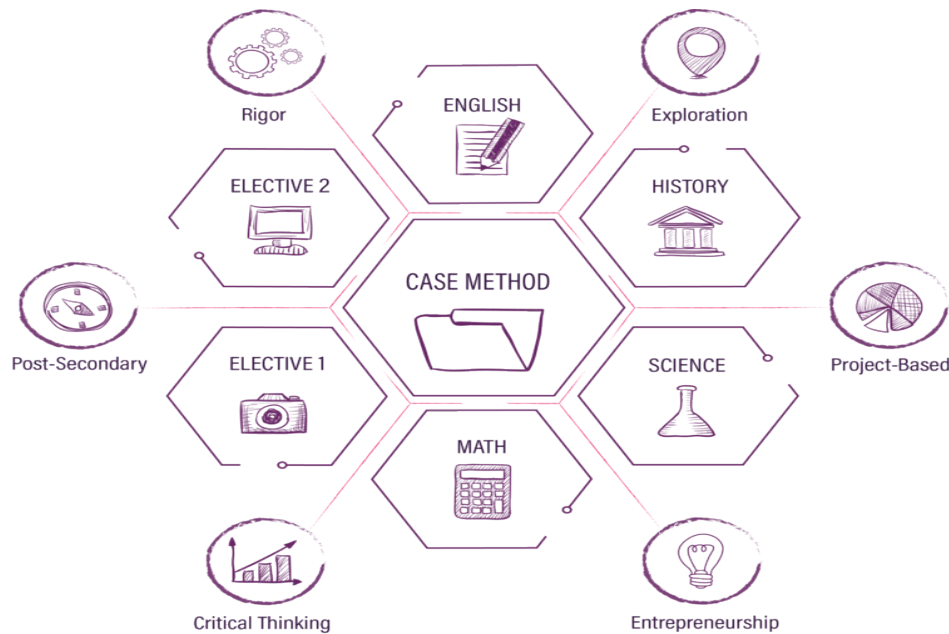 Rigor
ENGLISH
Exploration
ELECTIVE 2
HISTORY
CASE METHOD
Post-Secondary
ELECTIVE 1
SCIENCE
Project-Based
MATH
Critical Thinking
Entrepreneurship